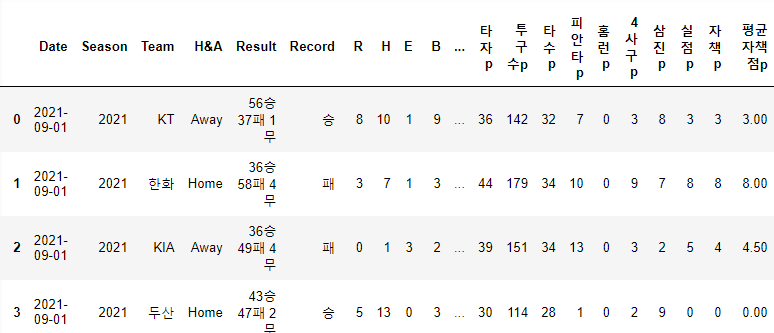 Date Season Team H&A Result Record R H E B ... 타자p 투구수p 타수p 피안타p 홈런p 4사구p 삼진p 실점p 자책p 평균자책점p
0 2021-09-01 2021 KT Away 56승 37패 1무 승 8 10 1 9 ... 36 142 32 7 0 3 8 3 3 3.00
1 2021-09-01 2021 한화 Home 36승 58패 4무 패 3 7 1 3 ... 44 179 34 10 0 9 7 8 8 8.00
2 2021-09-01 2021 KIA Away 36승 49패 4무 패 0 1 3 2 ... 39 151 34 13 0 3 2 5 4 4.50
3 2021-09-01 2021 두산 Home 43승 47패 2무 승 5 13 0 3 ... 30 114 28 1 0 2 9 0 0 0.00